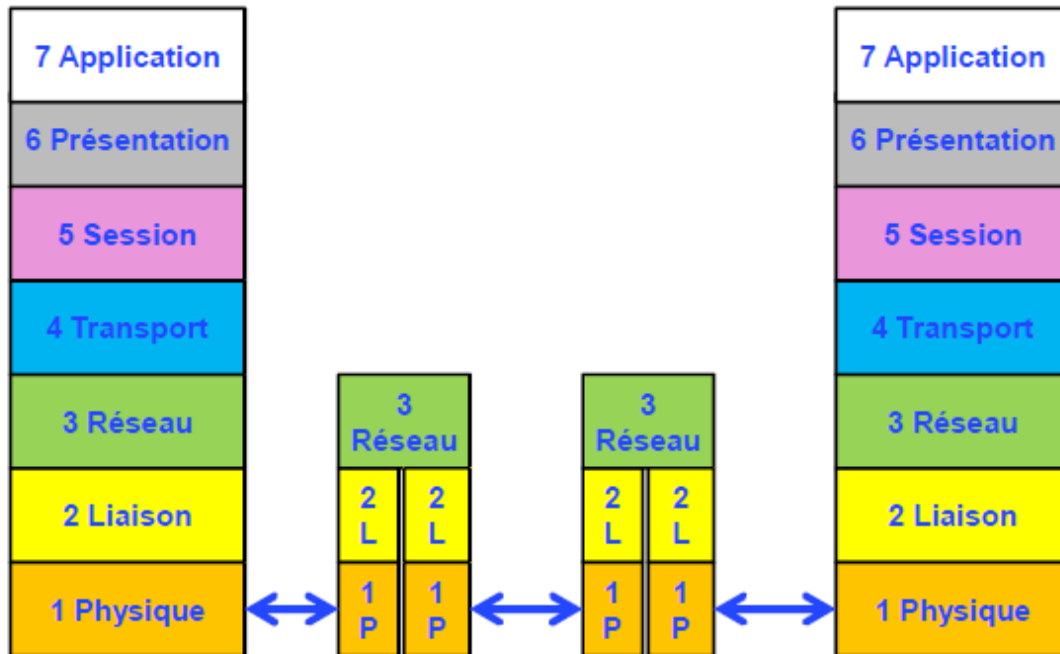 7 Application
7 Application
6 Présentation
6 Présentation
5 Session
5 Session
4 Transport
4 Transport
3 Réseau
3
Réseau
3
Réseau
3 Réseau
2 Liaison
2
L
2
L
2
L
2
L
2 Liaison
1 Physique
1
P
1
P
1
P
1
P
1 Physique